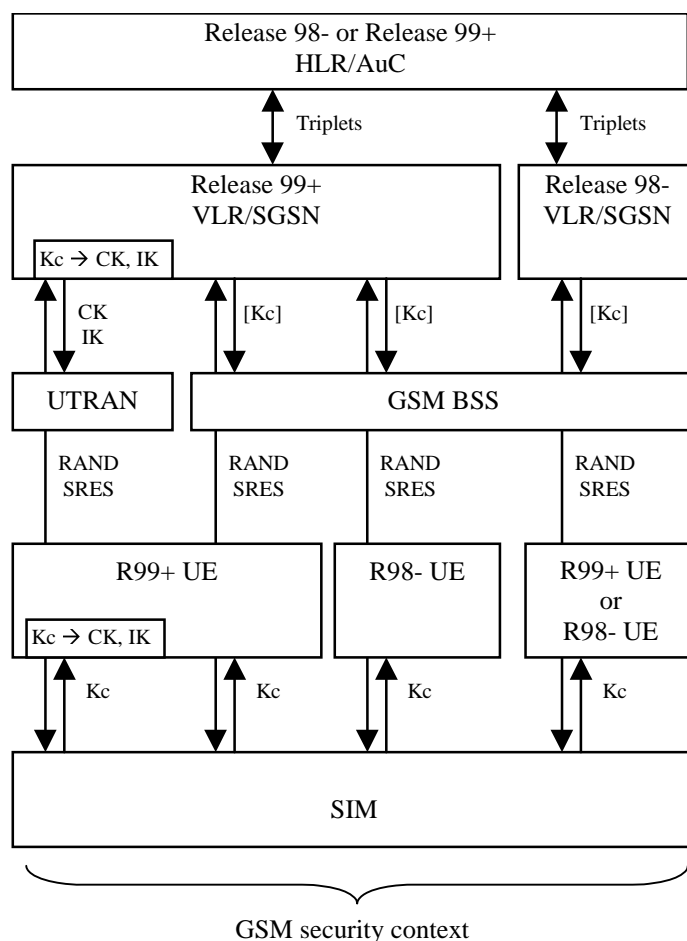 Release 98- or Release 99+
HLR/AuC
Triplets
Triplets
Release 99+
VLR/SGSN
Release 98-
VLR/SGSN
Kc → CK, IK
CK
IK
[Kc]
[Kc]
[Kc]
UTRAN
GSM BSS
RAND
SRES
RAND
SRES
RAND
SRES
RAND
SRES
R99+ UE
R98- UE
R99+ UE
or
R98- UE
Kc → CK, IK
Kc
Kc
Kc
Kc
SIM
GSM security context